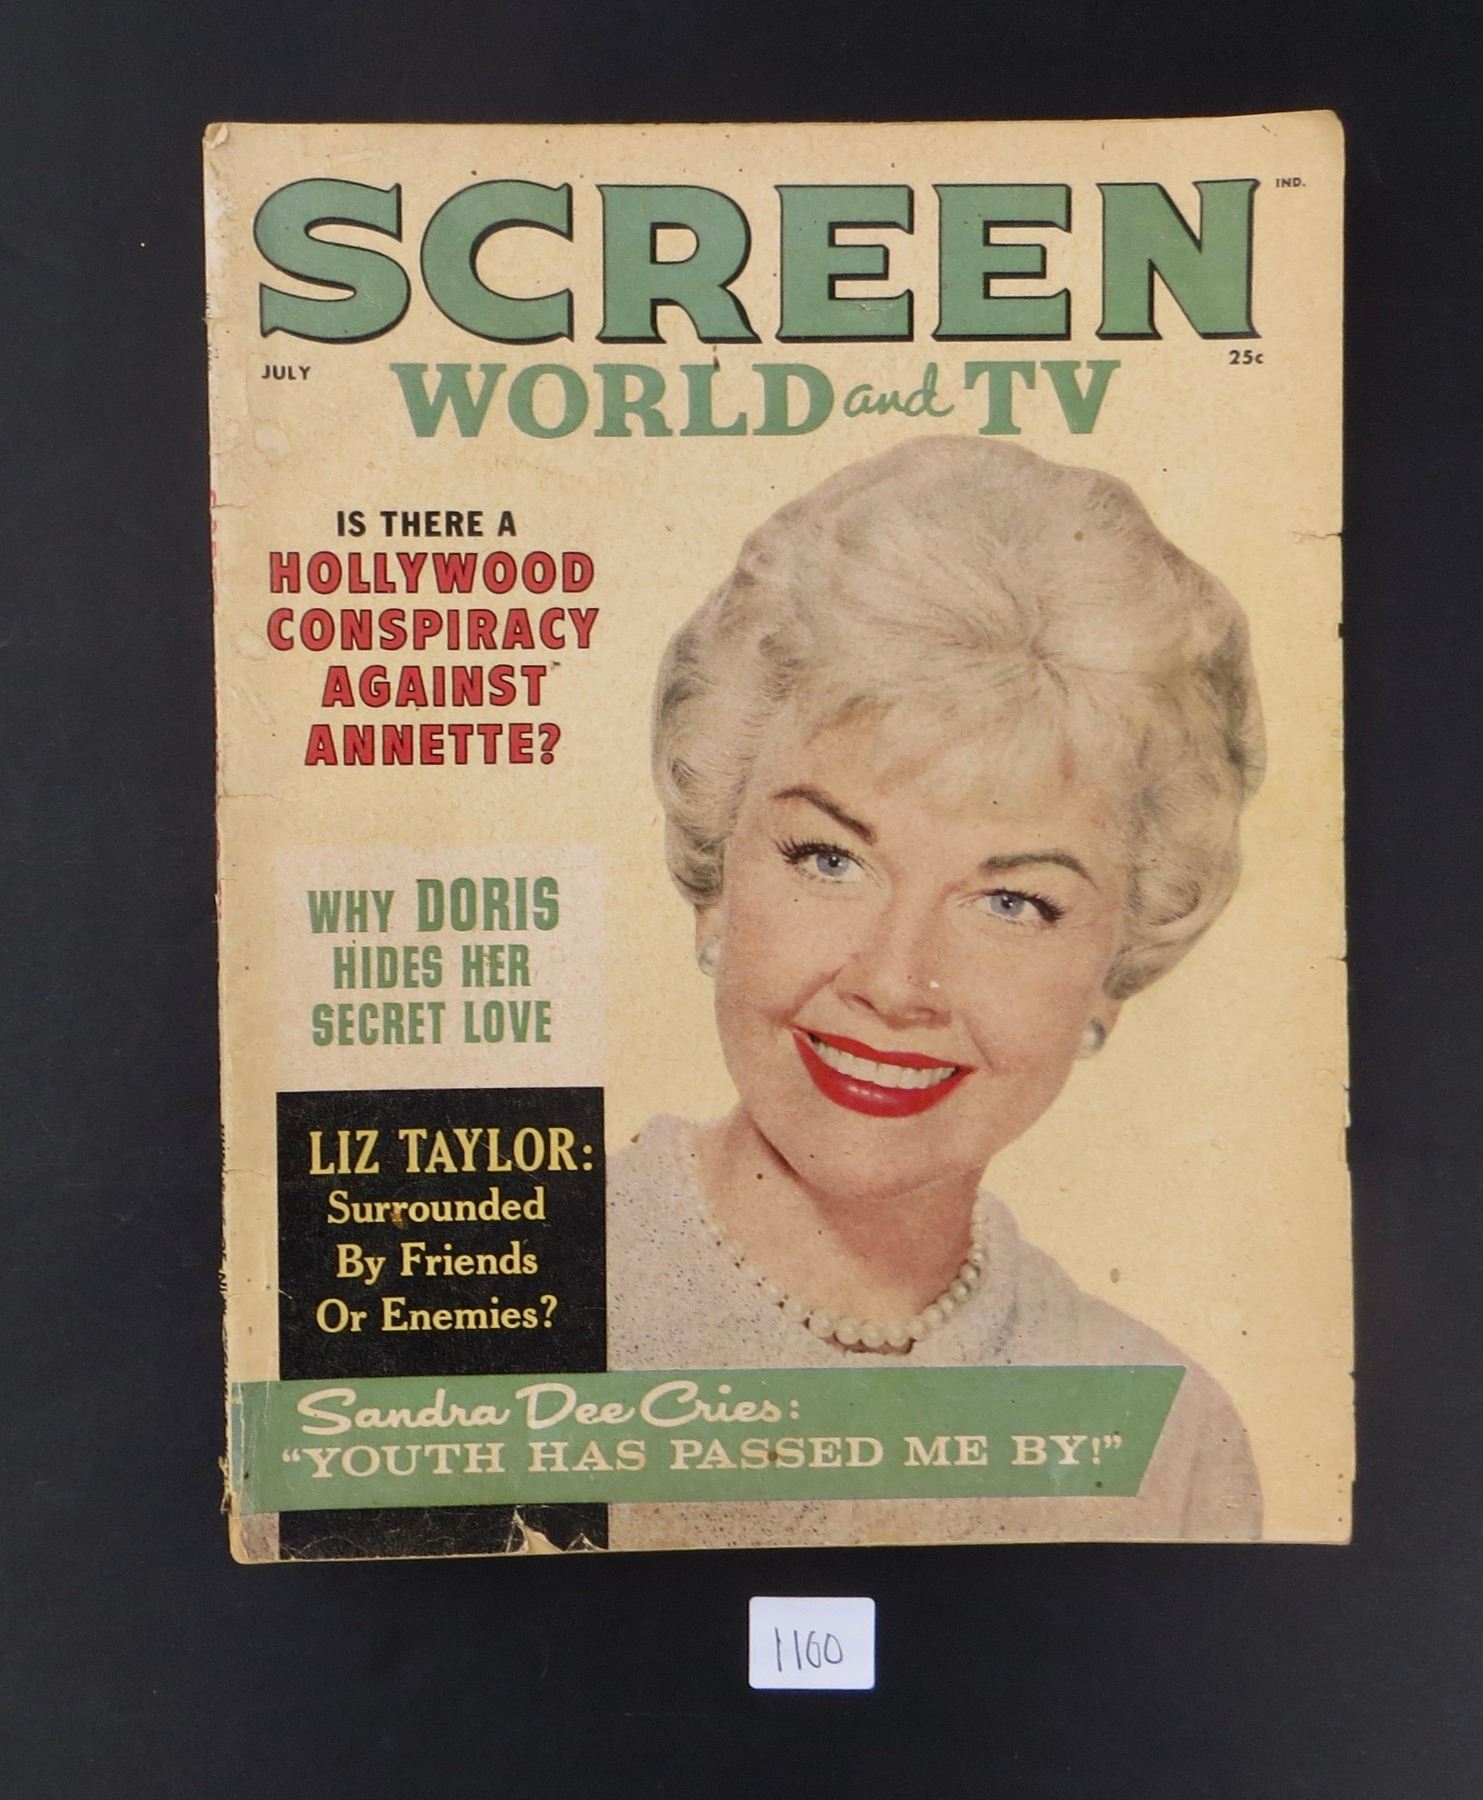 SCREEN
IND.
JULY
WORLD and TV
25c
IS THERE A
HOLLYWOOD
CONSPIRACY
AGAINST
ANNETTE?
WHY DORIS
HIDES HER
SECRET LOVE
LIZ TAYLOR:
Surrounded
By Friends
Or Enemies?
Sandra Dee Cries:
“YOUTH HAS PASSED ME BY!”
1160